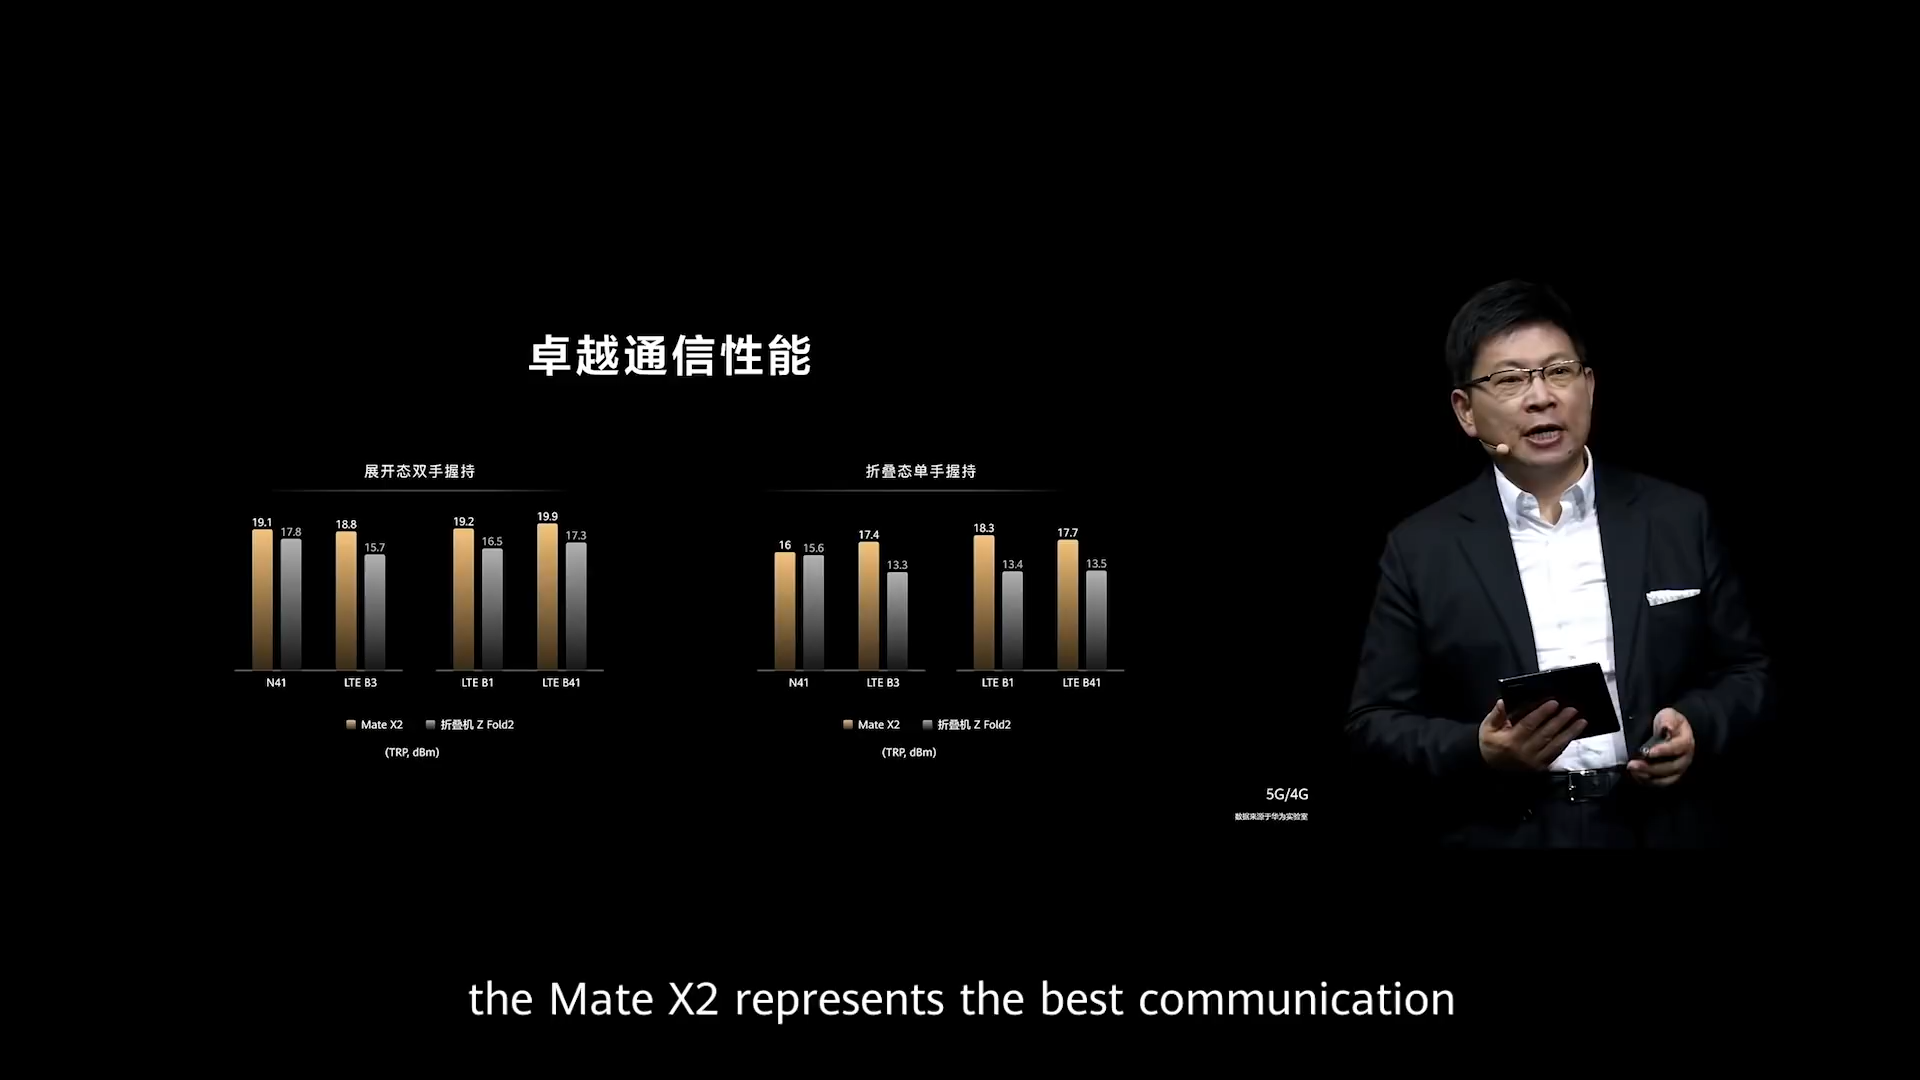 卓越通信性能
展开态双手握持
19.1 17.8 18.8 15.7 19.2 16.5 19.9 17.3
N41 LTE B3 LTE B1 LTE B41
Mate X2 折叠机 Z Fold2
(TRP, dBm)
折叠态单手握持
16 15.6 17.4 13.3 18.3 13.4 17.7 13.5
N41 LTE B3 LTE B1 LTE B41
Mate X2 折叠机 Z Fold2
(TRP, dBm)
5G/4G
数据来源于华为实验室
the Mate X2 represents the best communication